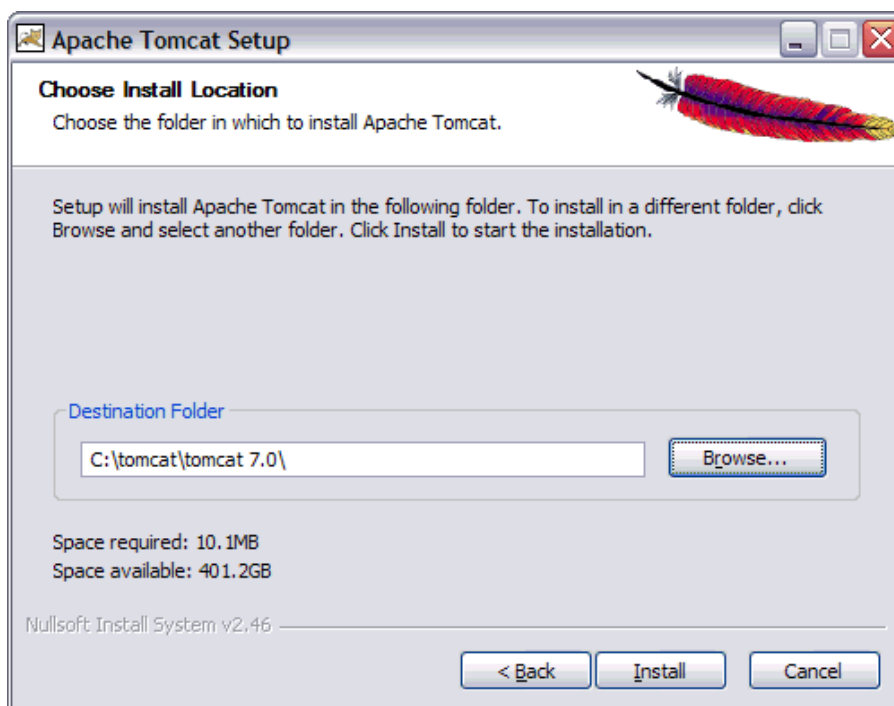 Apache Tomcat Setup
Choose Install Location
Choose the folder in which to install Apache Tomcat.
Setup will install Apache Tomcat in the following folder. To install in a different folder, click
Browse and select another folder. Click Install to start the installation.
Destination Folder
C:\tomcat\tomcat 7.0\
Browse...
Space required: 10.1MB
Space available: 401.2GB
Nullsoft Install System v2.46
< Back
Install
Cancel